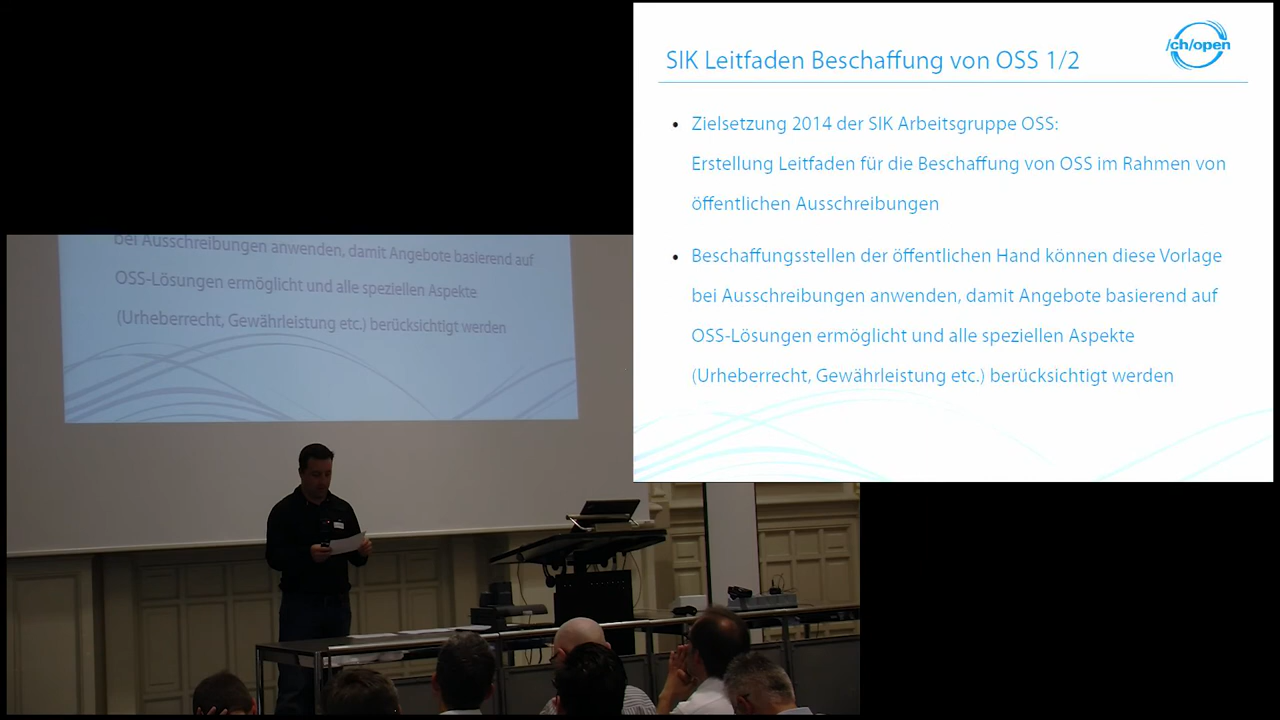 /ch/open
SIK Leitfaden Beschaffung von OSS 1/2
• Zielsetzung 2014 der SIK Arbeitsgruppe OSS:
Erstellung Leitfaden für die Beschaffung von OSS im Rahmen von
öffentlichen Ausschreibungen
• Beschaffungsstellen der öffentlichen Hand können diese Vorlage
bei Ausschreibungen anwenden, damit Angebote basierend auf
OSS-Lösungen ermöglicht und alle speziellen Aspekte
(Urheberrecht, Gewährleistung etc.) berücksichtigt werden
bei Ausschreibungen anwenden, damit Angebote basierend auf
OSS-Lösungen ermöglicht und alle speziellen Aspekte
(Urheberrecht, Gewährleistung etc.) berücksichtigt werden